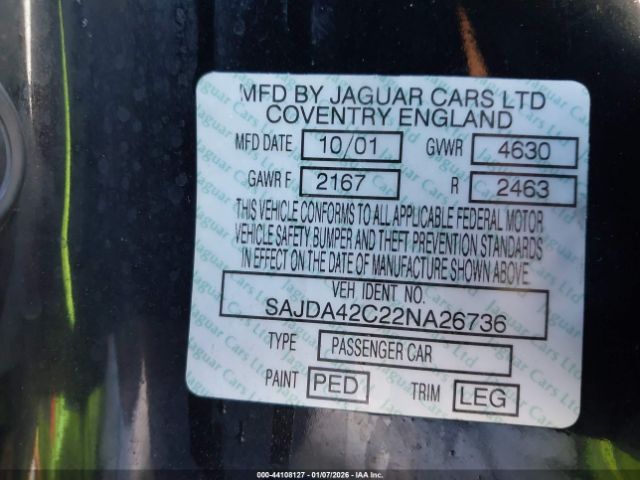 MFD BY JAGUAR CARS LTD
COVENTRY ENGLAND
MFD DATE 10/01 GVWR 4630
GAWR F 2167 R 2463
THIS VEHICLE CONFORMS TO ALL APPLICABLE FEDERAL MOTOR
VEHICLE SAFETY BUMPER AND THEFT PREVENTION STANDARDS
IN EFFECT ON THE DATE OF MANUFACTURE SHOWN ABOVE.
VEH IDENT NO.
SAJDA42C22NA26736
TYPE PASSENGER CAR
PAINT PED TRIM LEG
000-44108127 - 01/07/2026 - IAA Inc.